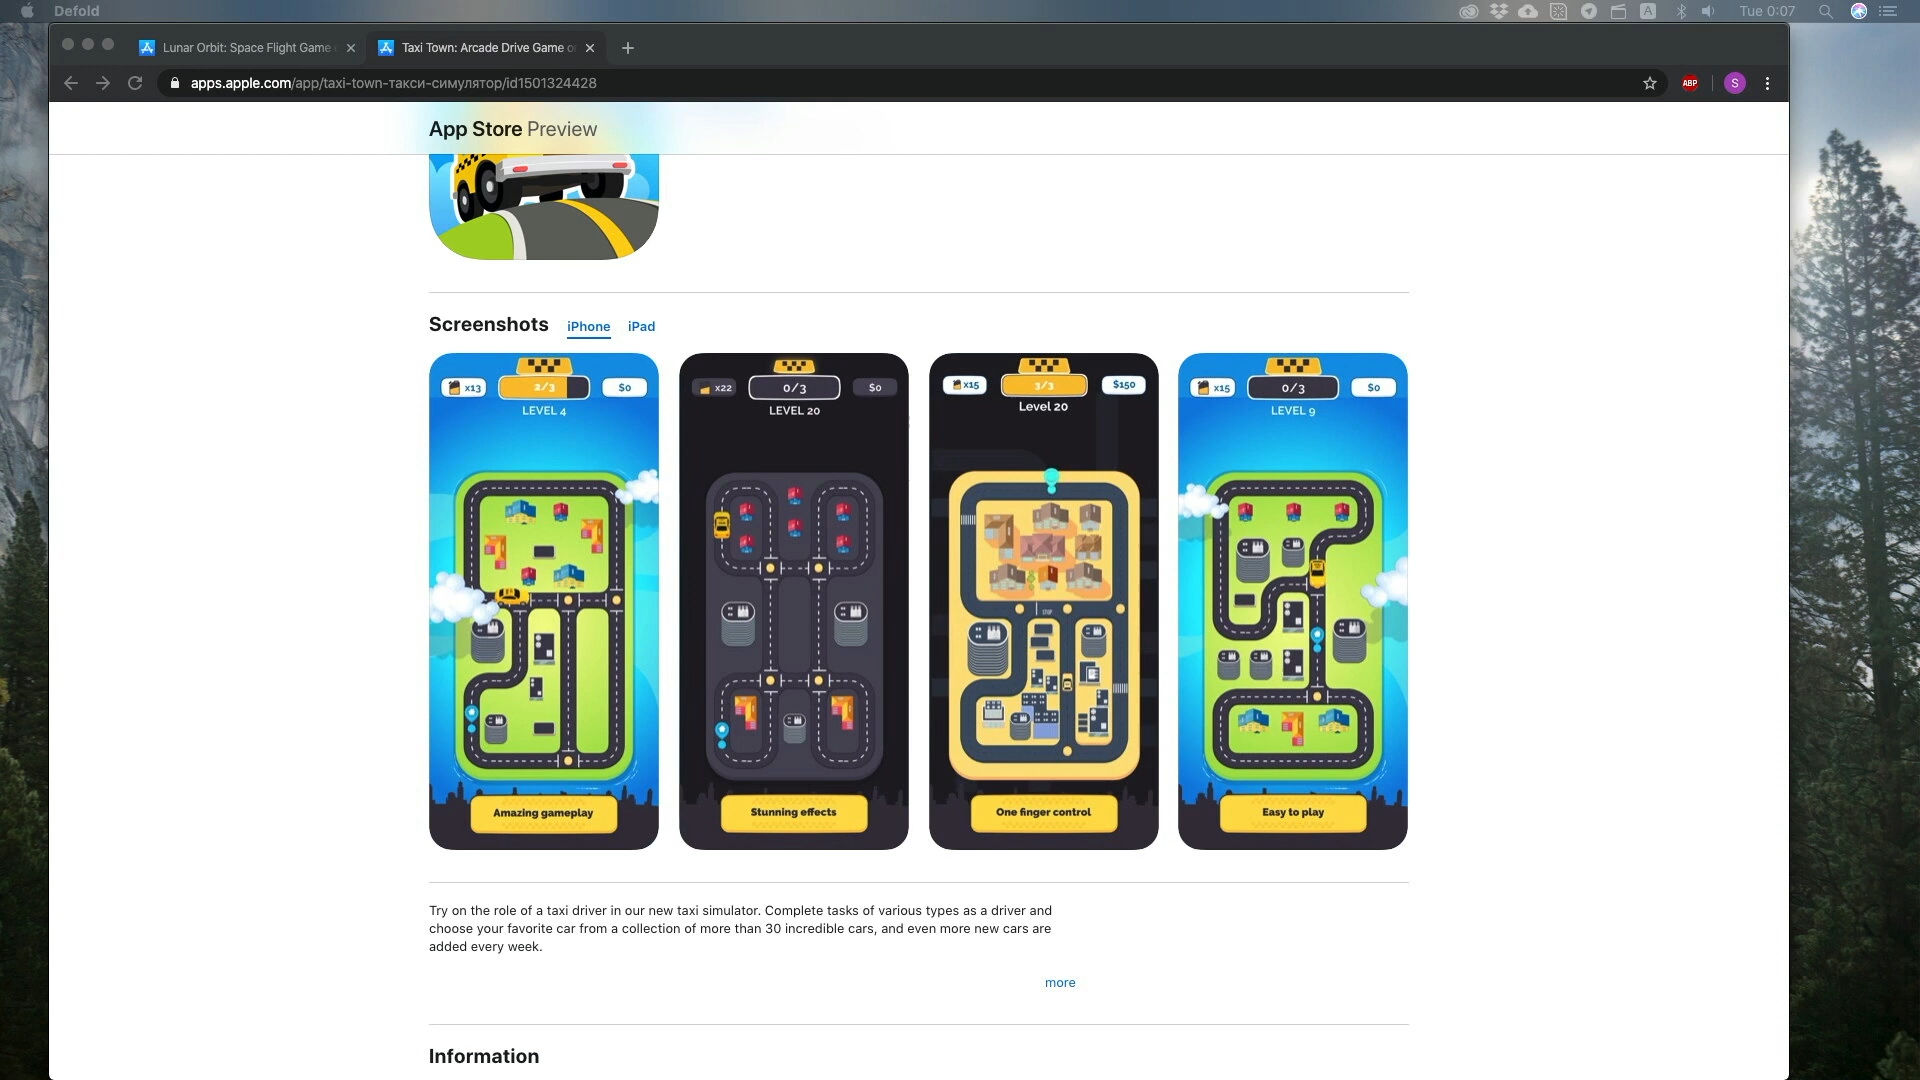 Defold
A
Tue 0:07
Lunar Orbit: Space Flight Game
Taxi Town: Arcade Drive Game o
apps.apple.com/app/taxi-town-такси-симулятор/id1501324428
ABP
S
App Store Preview
Screenshots iPhone iPad
x13 2/3 $0
LEVEL 4
Amazing gameplay
x22 0/3 $0
LEVEL 20
Stunning effects
x15 3/3 $150
Level 20
STOP
One finger control
x15 0/3 $0
LEVEL 9
Easy to play
Try on the role of a taxi driver in our new taxi simulator. Complete tasks of various types as a driver and
choose your favorite car from a collection of more than 30 incredible cars, and even more new cars are
added every week.
more
Information